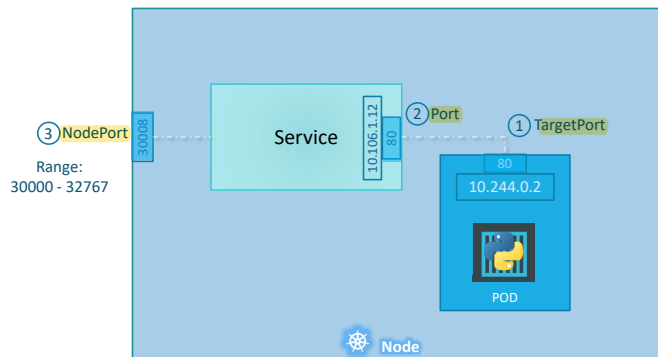 3 NodePort
Range:
30000 - 32767
30008
Service
10.106.1.12
80
2 Port
1 TargetPort
80
10.244.0.2
POD
Node